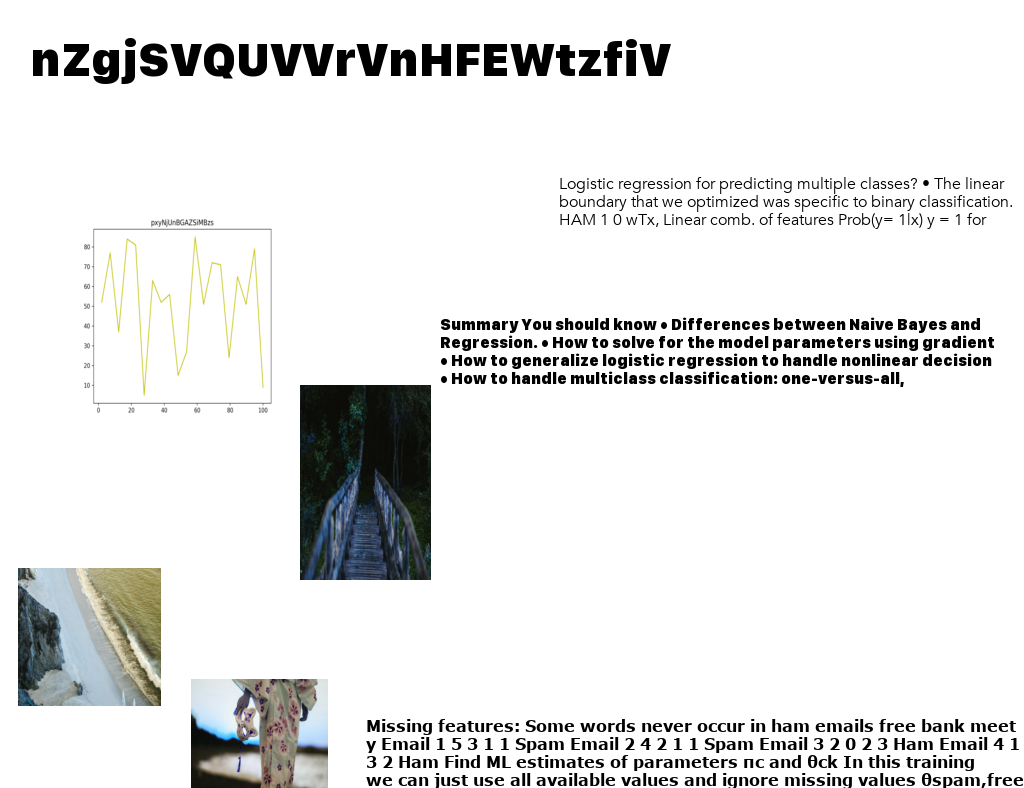 nZgjSVQUVVrVnHFEWtzfiV
Logistic regression for predicting multiple classes? • The linear
boundary that we optimized was specific to binary classification.
HAM 1 0 wTx, Linear comb. of features Prob(y= 1|x) y = 1 for
pxyNjUnBGAZSiMBzs
80
70
60
50
40
30
20
10
0 20 40 60 80 100
Summary You should know • Differences between Naive Bayes and
Regression. • How to solve for the model parameters using gradient
• How to generalize logistic regression to handle nonlinear decision
• How to handle multiclass classification: one-versus-all,
Missing features: Some words never occur in ham emails free bank meet
y Email 1 5 3 1 1 Spam Email 2 4 2 1 1 Spam Email 3 2 0 2 3 Ham Email 4 1
3 2 Ham Find ML estimates of parameters πc and θck In this training
we can just use all available values and ignore missing values θspam,free